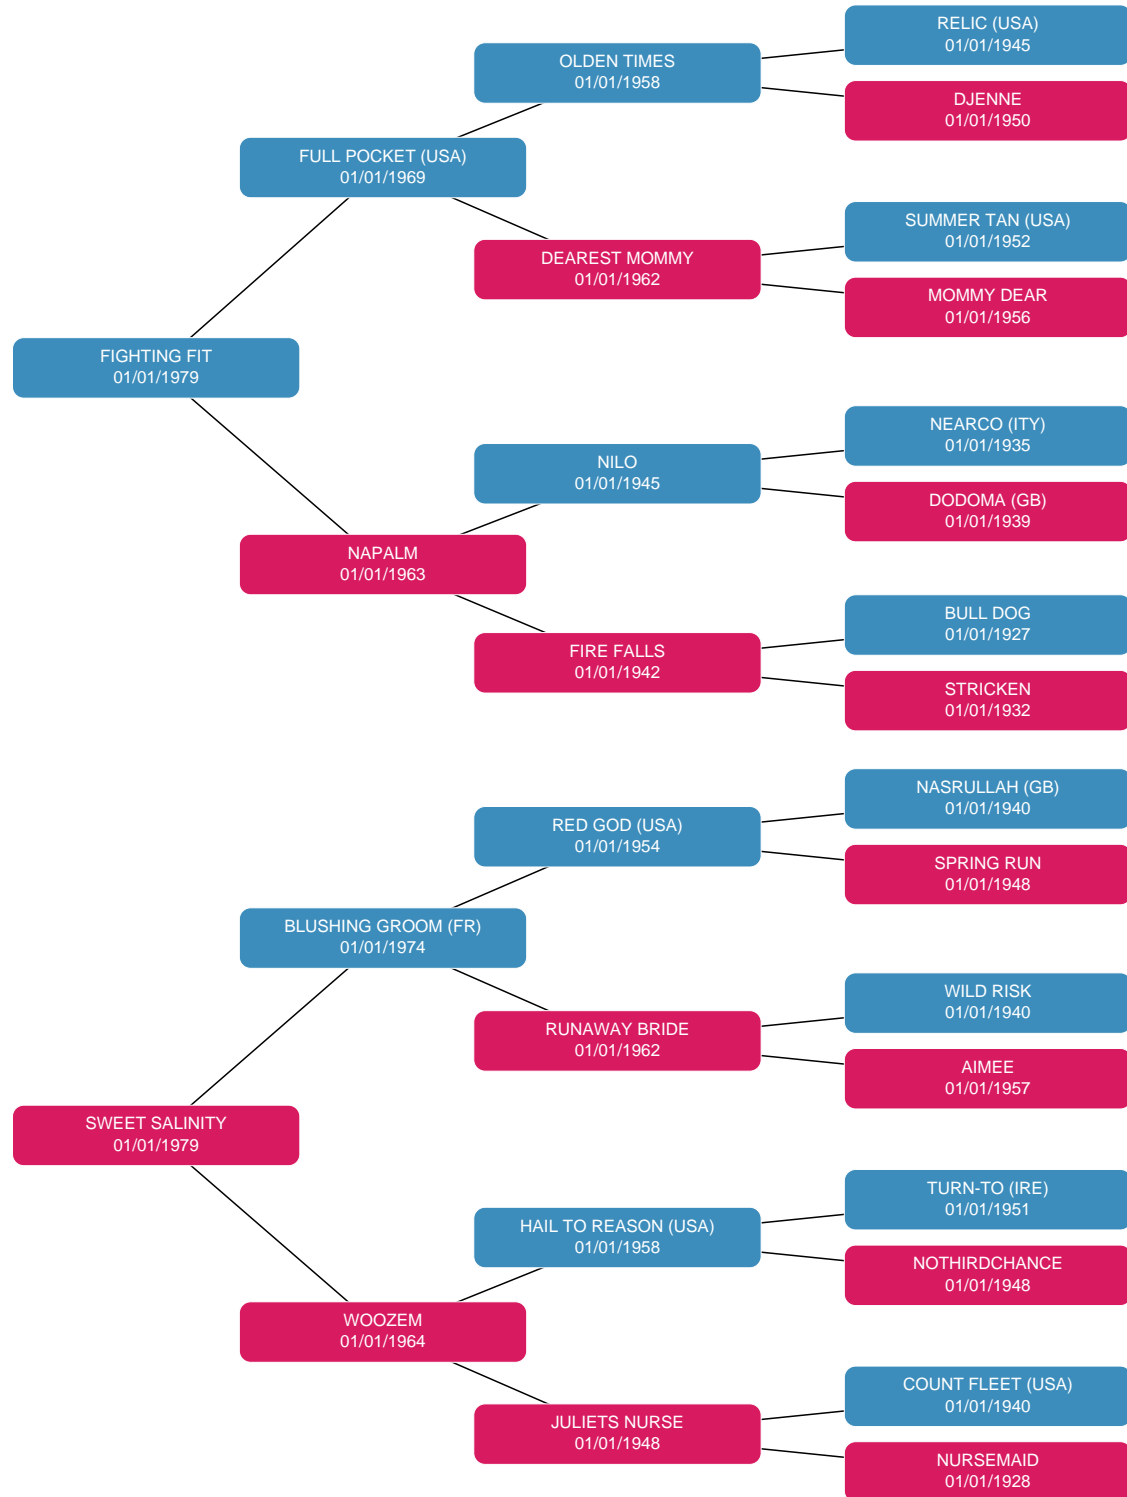 RELIC (USA)
01/01/1945
OLDEN TIMES
01/01/1958
DJENNE
01/01/1950
FULL POCKET (USA)
01/01/1969
SUMMER TAN (USA)
01/01/1952
DEAREST MOMMY
01/01/1962
MOMMY DEAR
01/01/1956
FIGHTING FIT
01/01/1979
NEARCO (ITY)
01/01/1935
NILO
01/01/1945
DODOMA (GB)
01/01/1939
NAPALM
01/01/1963
BULL DOG
01/01/1927
FIRE FALLS
01/01/1942
STRICKEN
01/01/1932
NASRULLAH (GB)
01/01/1940
RED GOD (USA)
01/01/1954
SPRING RUN
01/01/1948
BLUSHING GROOM (FR)
01/01/1974
WILD RISK
01/01/1940
RUNAWAY BRIDE
01/01/1962
AIMEE
01/01/1957
SWEET SALINITY
01/01/1979
TURN-TO (IRE)
01/01/1951
HAIL TO REASON (USA)
01/01/1958
NOTHIRDCHANCE
01/01/1948
WOOZEM
01/01/1964
COUNT FLEET (USA)
01/01/1940
JULIETS NURSE
01/01/1948
NURSEMAID
01/01/1928